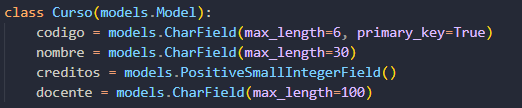 class Curso(models.Model):
    codigo = models.CharField(max_length=6, primary_key=True)
    nombre = models.CharField(max_length=30)
    creditos = models.PositiveSmallIntegerField()
    docente = models.CharField(max_length=100)